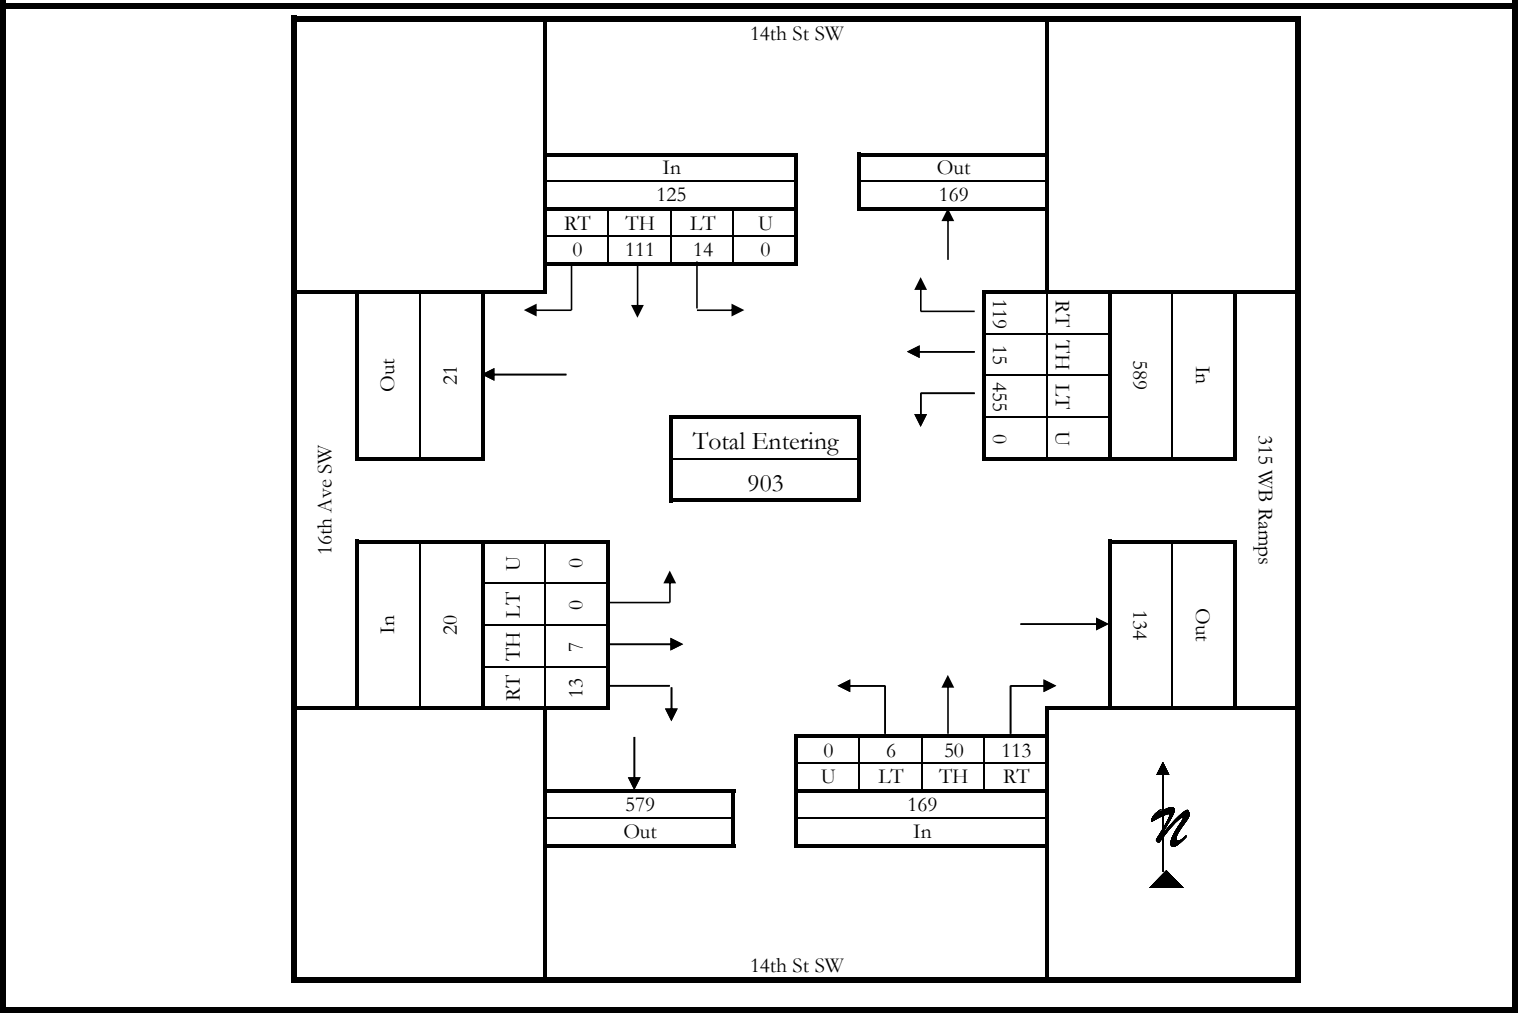 14th St SW
In
125
RT TH LT U
0 111 14 0
Out
169
Out
21
119 RT
15 TH
455 LT
0 U
589
In
Total Entering
903
16th Ave SW
315 WB Ramps
In
20
U 0
LT 0
TH 7
RT 13
134
Out
0 6 50 113
U LT TH RT
169
In
579
Out
N
14th St SW